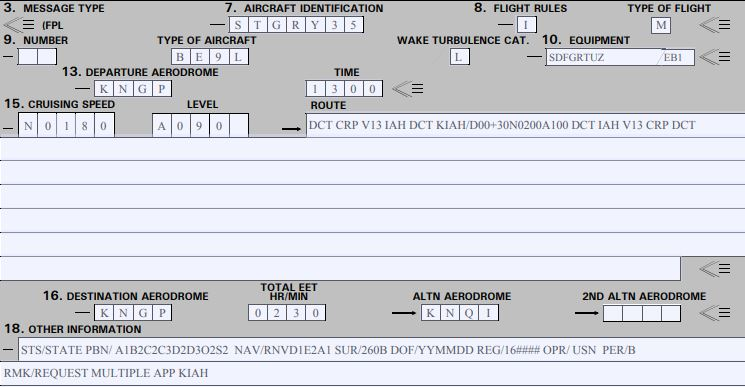 3. MESSAGE TYPE 7. AIRCRAFT IDENTIFICATION 8. FLIGHT RULES TYPE OF FLIGHT
(FPL — S T G R Y 3 5 — I M
9. NUMBER TYPE OF AIRCRAFT WAKE TURBULENCE CAT. 10. EQUIPMENT
— B E 9 L L — SDFGRTUZ /EB1
13. DEPARTURE AERODROME TIME
— K N G P 1 3 0 0
15. CRUISING SPEED LEVEL ROUTE
— N 0 1 8 0 A 0 9 0 → DCT CRP V13 IAH DCT KIAH/D00+30N0200A100 DCT IAH V13 CRP DCT
16. DESTINATION AERODROME TOTAL EET HR/MIN ALTN AERODROME 2ND ALTN AERODROME
— K N G P 0 2 3 0 → K N Q I →
18. OTHER INFORMATION
— STS/STATE PBN/ A1B2C2C3D2D3O2S2 NAV/RNVD1E2A1 SUR/260B DOF/YYMMDD REG/16#### OPR/ USN PER/B
RMK/REQUEST MULTIPLE APP KIAH